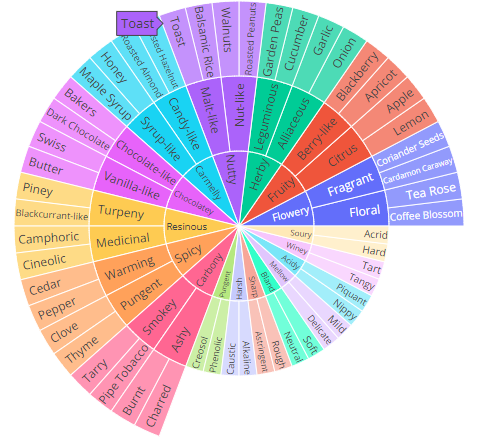 Toast
Toast
Balsamic Rice
Walnuts
Roasted Peanuts
Garden Peas
Cucumber
Garlic
Onion
Blackberry
Apricot
Apple
Lemon
Coriander Seeds
Cardamon Caraway
Tea Rose
Coffee Blossom
Acrid
Hard
Tart
Tangy
Piquant
Nippy
Mild
Delicate
Soft
Neutral
Rough
Astringent
Alkaline
Caustic
Phenolic
Creosol
Charred
Burnt
Pipe Tobacco
Tarry
Thyme
Clove
Pepper
Cedar
Cineolic
Camphoric
Blackcurrant-like
Piney
Butter
Swiss
Dark Chocolate
Bakers
Maple Syrup
Honey
Roasted Almond
Hazelnut
Malt-like
Nut-like
Leguminous
Alliaceous
Berry-like
Citrus
Fragrant
Floral
Ashy
Smokey
Pungent
Warming
Medicinal
Turpeny
Vanilla-like
Chocolate-like
Syrup-like
Candy-like
Nutty
Herby
Fruity
Flowery
Soury
Winey
Acidy
Mellow
Bland
Sharp
Harsh
Pungent
Carbony
Spicy
Resinous
Chocolatey
Carmelly